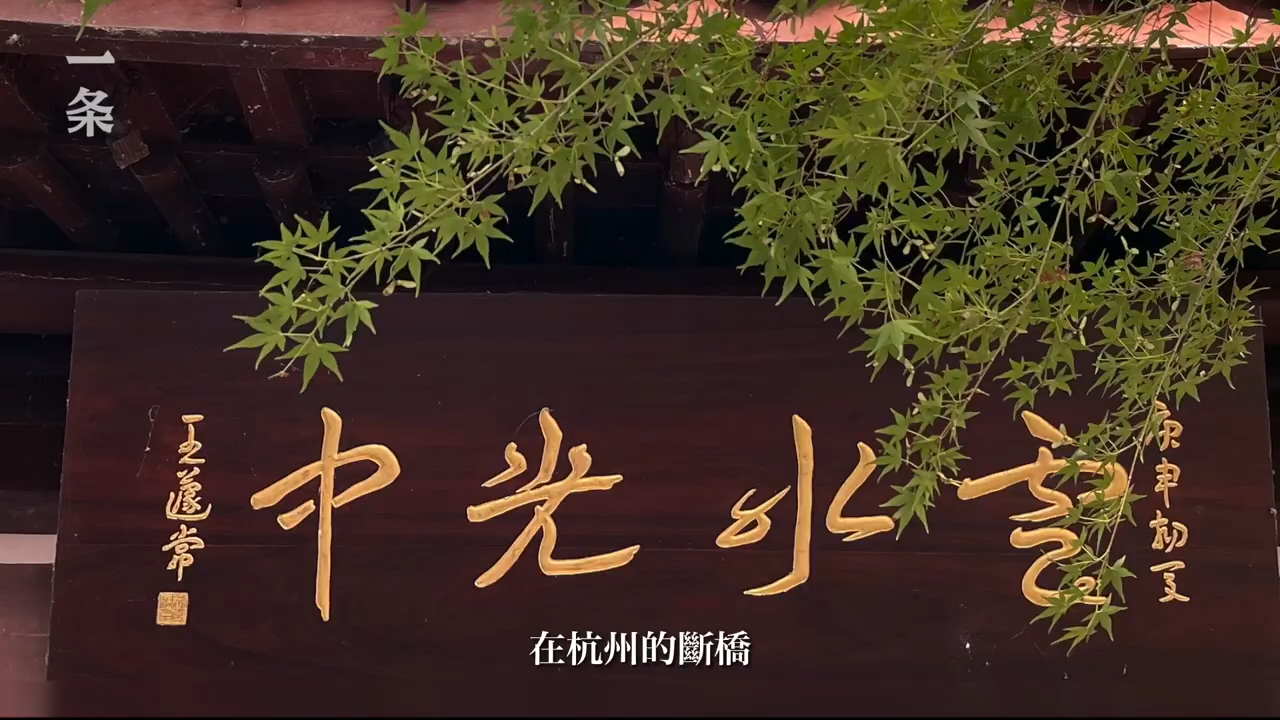 一条
庚申初夏
雲水光中
王蘧常
在杭州的斷橋